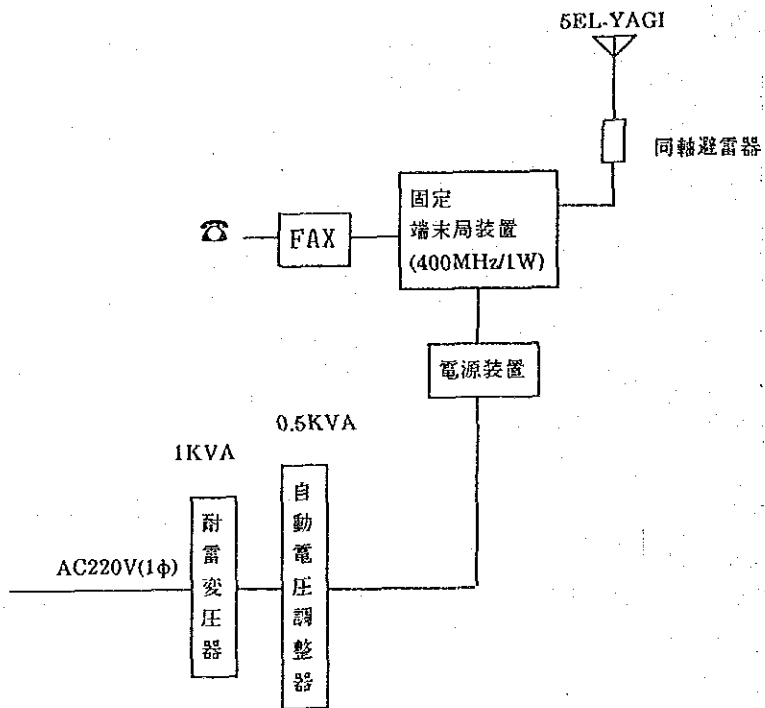 5EL-YAGI
同軸避雷器
固定
端末局装置
(400MHz/1W)
FAX
電源装置
0.5KVA
1KVA
AC220V(1φ)
耐雷変圧器
自動電圧調整器